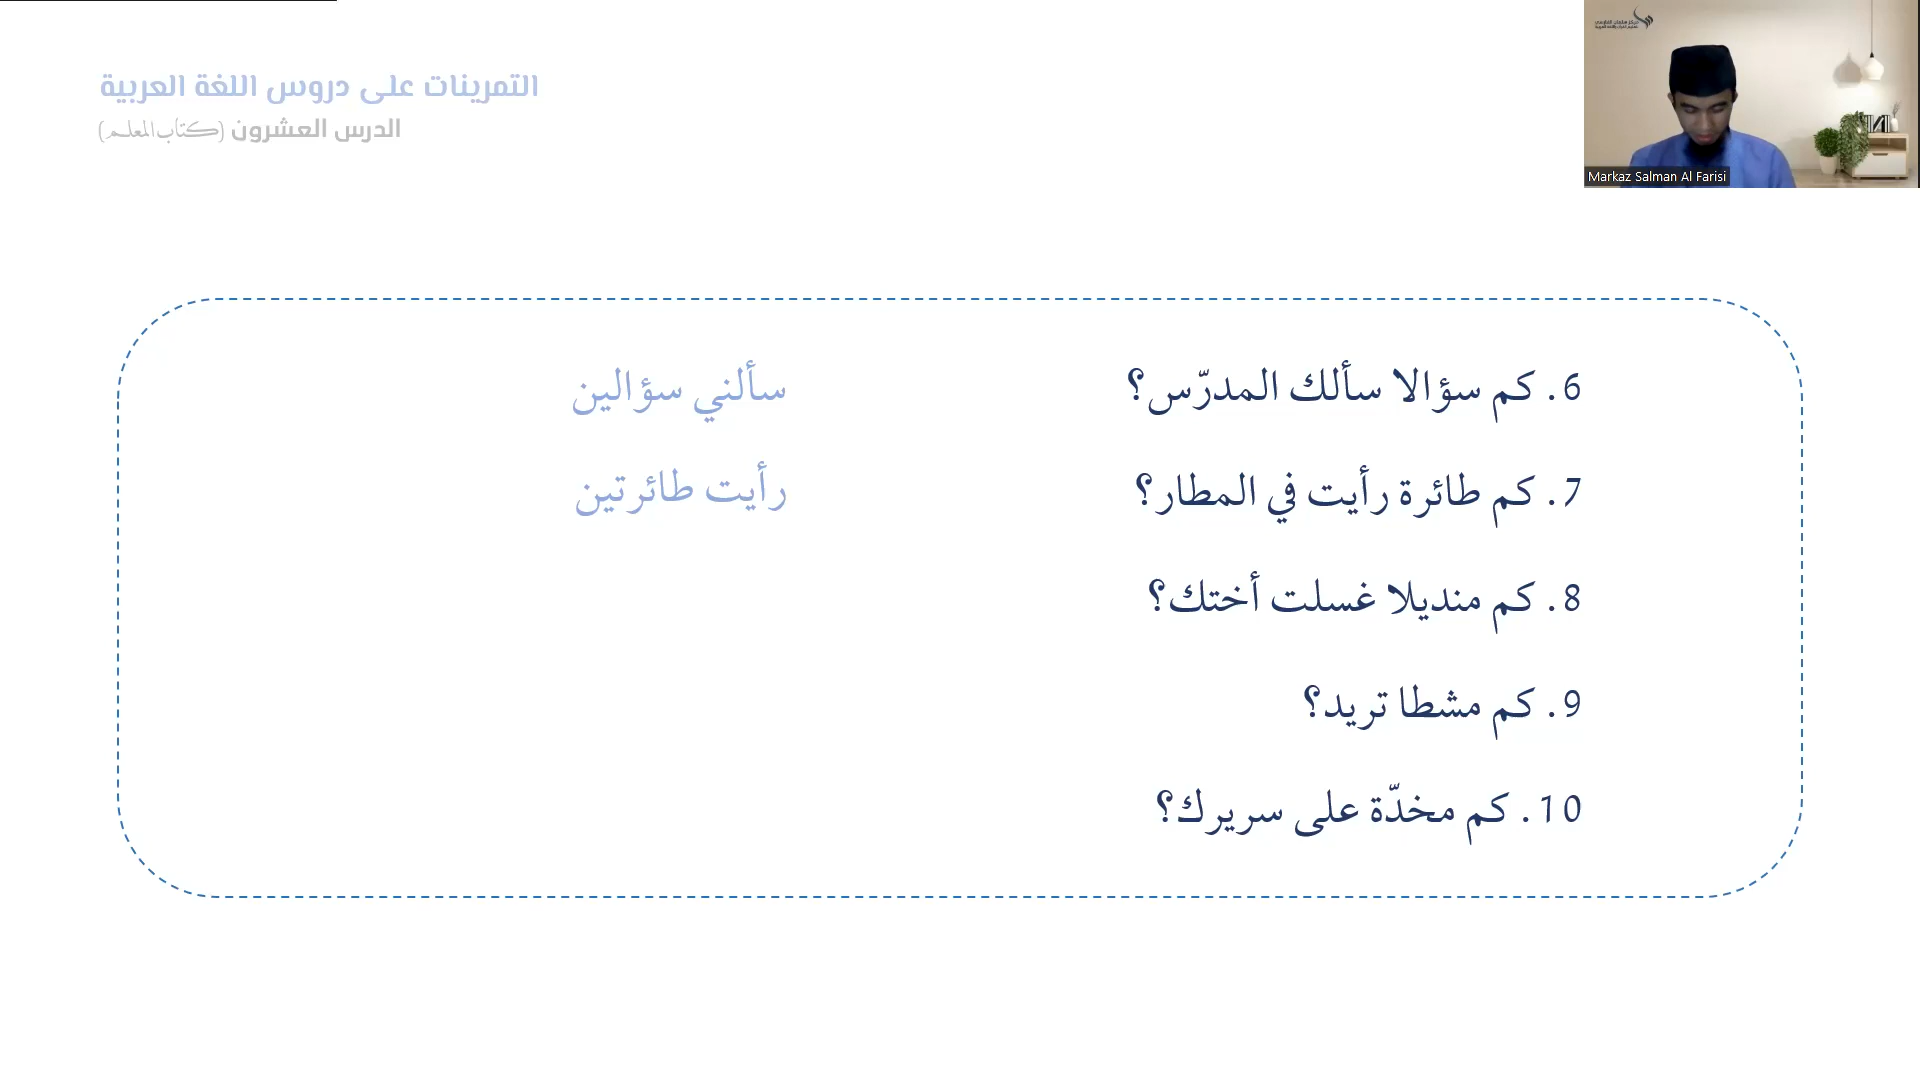 التمرينات على دروس اللغة العربية
الدرس العشرون (كتاب المعلم)
6. كم سؤالا سألك المدرّس؟
سألني سؤالين
7. كم طائرة رأيت في المطار؟
رأيت طائرتين
8. كم منديلا غسلت أختك؟
9. كم مشطا تريد؟
10. كم مخدّة على سريرك؟
Markaz Salman Al Farisi